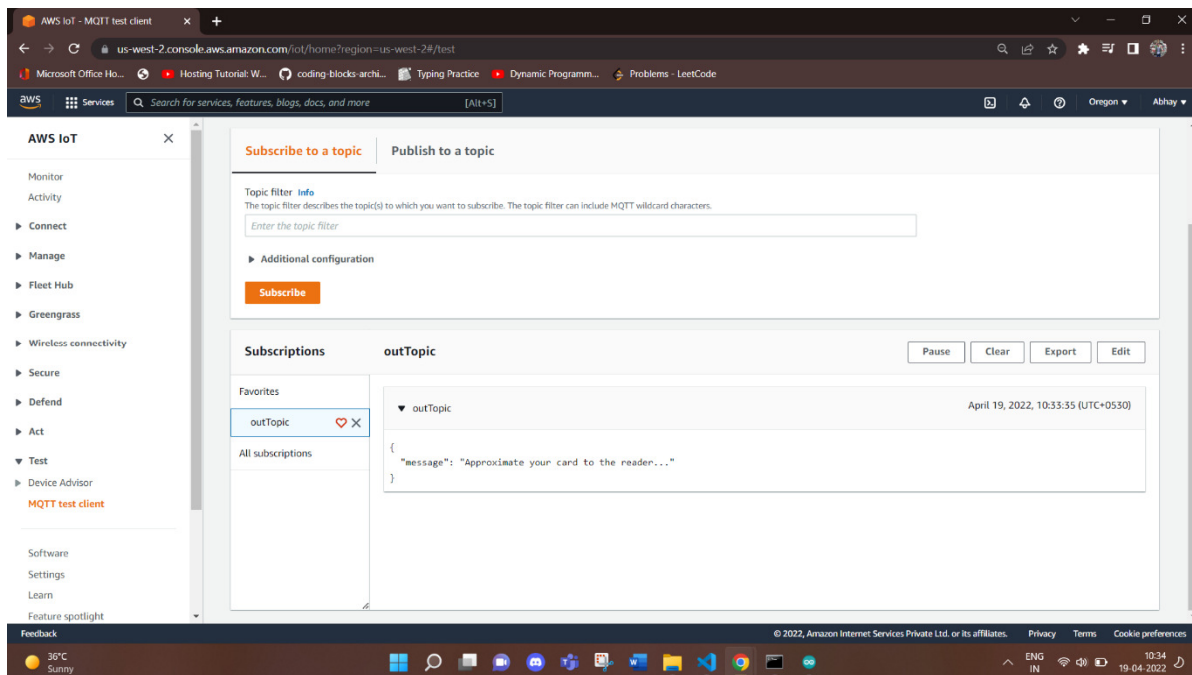 AWS IoT - MQTT test client
us-west-2.console.aws.amazon.com/iot/home?region=us-west-2#/test
Microsoft Office Ho... Hosting Tutorial: W... coding-blocks-archi... Typing Practice Dynamic Programm... Problems - LeetCode
aws Services Search for services, features, blogs, docs, and more [Alt+S] Oregon Abhay
AWS IoT
Monitor
Activity
Connect
Manage
Fleet Hub
Greengrass
Wireless connectivity
Secure
Defend
Act
Test
Device Advisor
MQTT test client
Software
Settings
Learn
Feature spotlight
Subscribe to a topic Publish to a topic
Topic filter Info
The topic filter describes the topic(s) to which you want to subscribe. The topic filter can include MQTT wildcard characters.
Enter the topic filter
Additional configuration
Subscribe
Subscriptions outTopic Pause Clear Export Edit
Favorites
outTopic
All subscriptions
outTopic April 19, 2022, 10:33:35 (UTC+0530)
{
"message": "Approximate your card to the reader..."
}
Feedback © 2022, Amazon Internet Services Private Ltd. or its affiliates. Privacy Terms Cookie preferences
36°C
Sunny
ENG
IN
10:34
19-04-2022